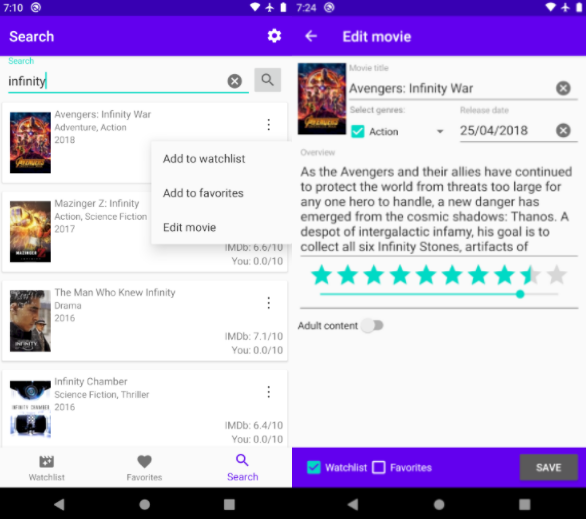 7:10
Search
Search
infinity
Avengers: Infinity War
Adventure, Action
2018
Add to watchlist
Add to favorites
Edit movie
Mazinger Z: Infinity
Action, Science Fiction
2017
IMDb: 6.6/10
You: 0.0/10
The Man Who Knew Infinity
Drama
2016
IMDb: 7.1/10
You: 0.0/10
Infinity Chamber
Science Fiction, Thriller
2016
IMDb: 6.4/10
You: 0.0/10
Watchlist
Favorites
Search
7:24
Edit movie
Movie title
Avengers: Infinity War
Select genres:
Release date
Action
25/04/2018
Overview
As the Avengers and their allies have continued
to protect the world from threats too large for
any one hero to handle, a new danger has
emerged from the cosmic shadows: Thanos. A
despot of intergalactic infamy, his goal is to
collect all six Infinity Stones, artifacts of
Adult content
Watchlist
Favorites
SAVE